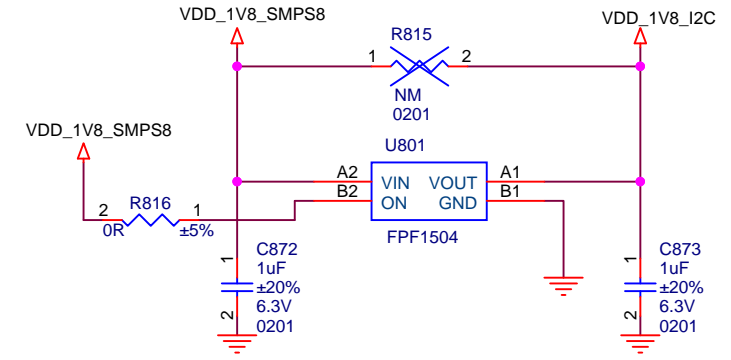 VDD_1V8_SMPS8
VDD_1V8_I2C
R815
1
2
NM
0201
VDD_1V8_SMPS8
U801
A2
A1
VIN
VOUT
B2
B1
ON
GND
R816
2
1
0R
±5%
FPF1504
C872
1
1uF
±20%
6.3V
2
0201
C873
1
1uF
±20%
6.3V
2
0201